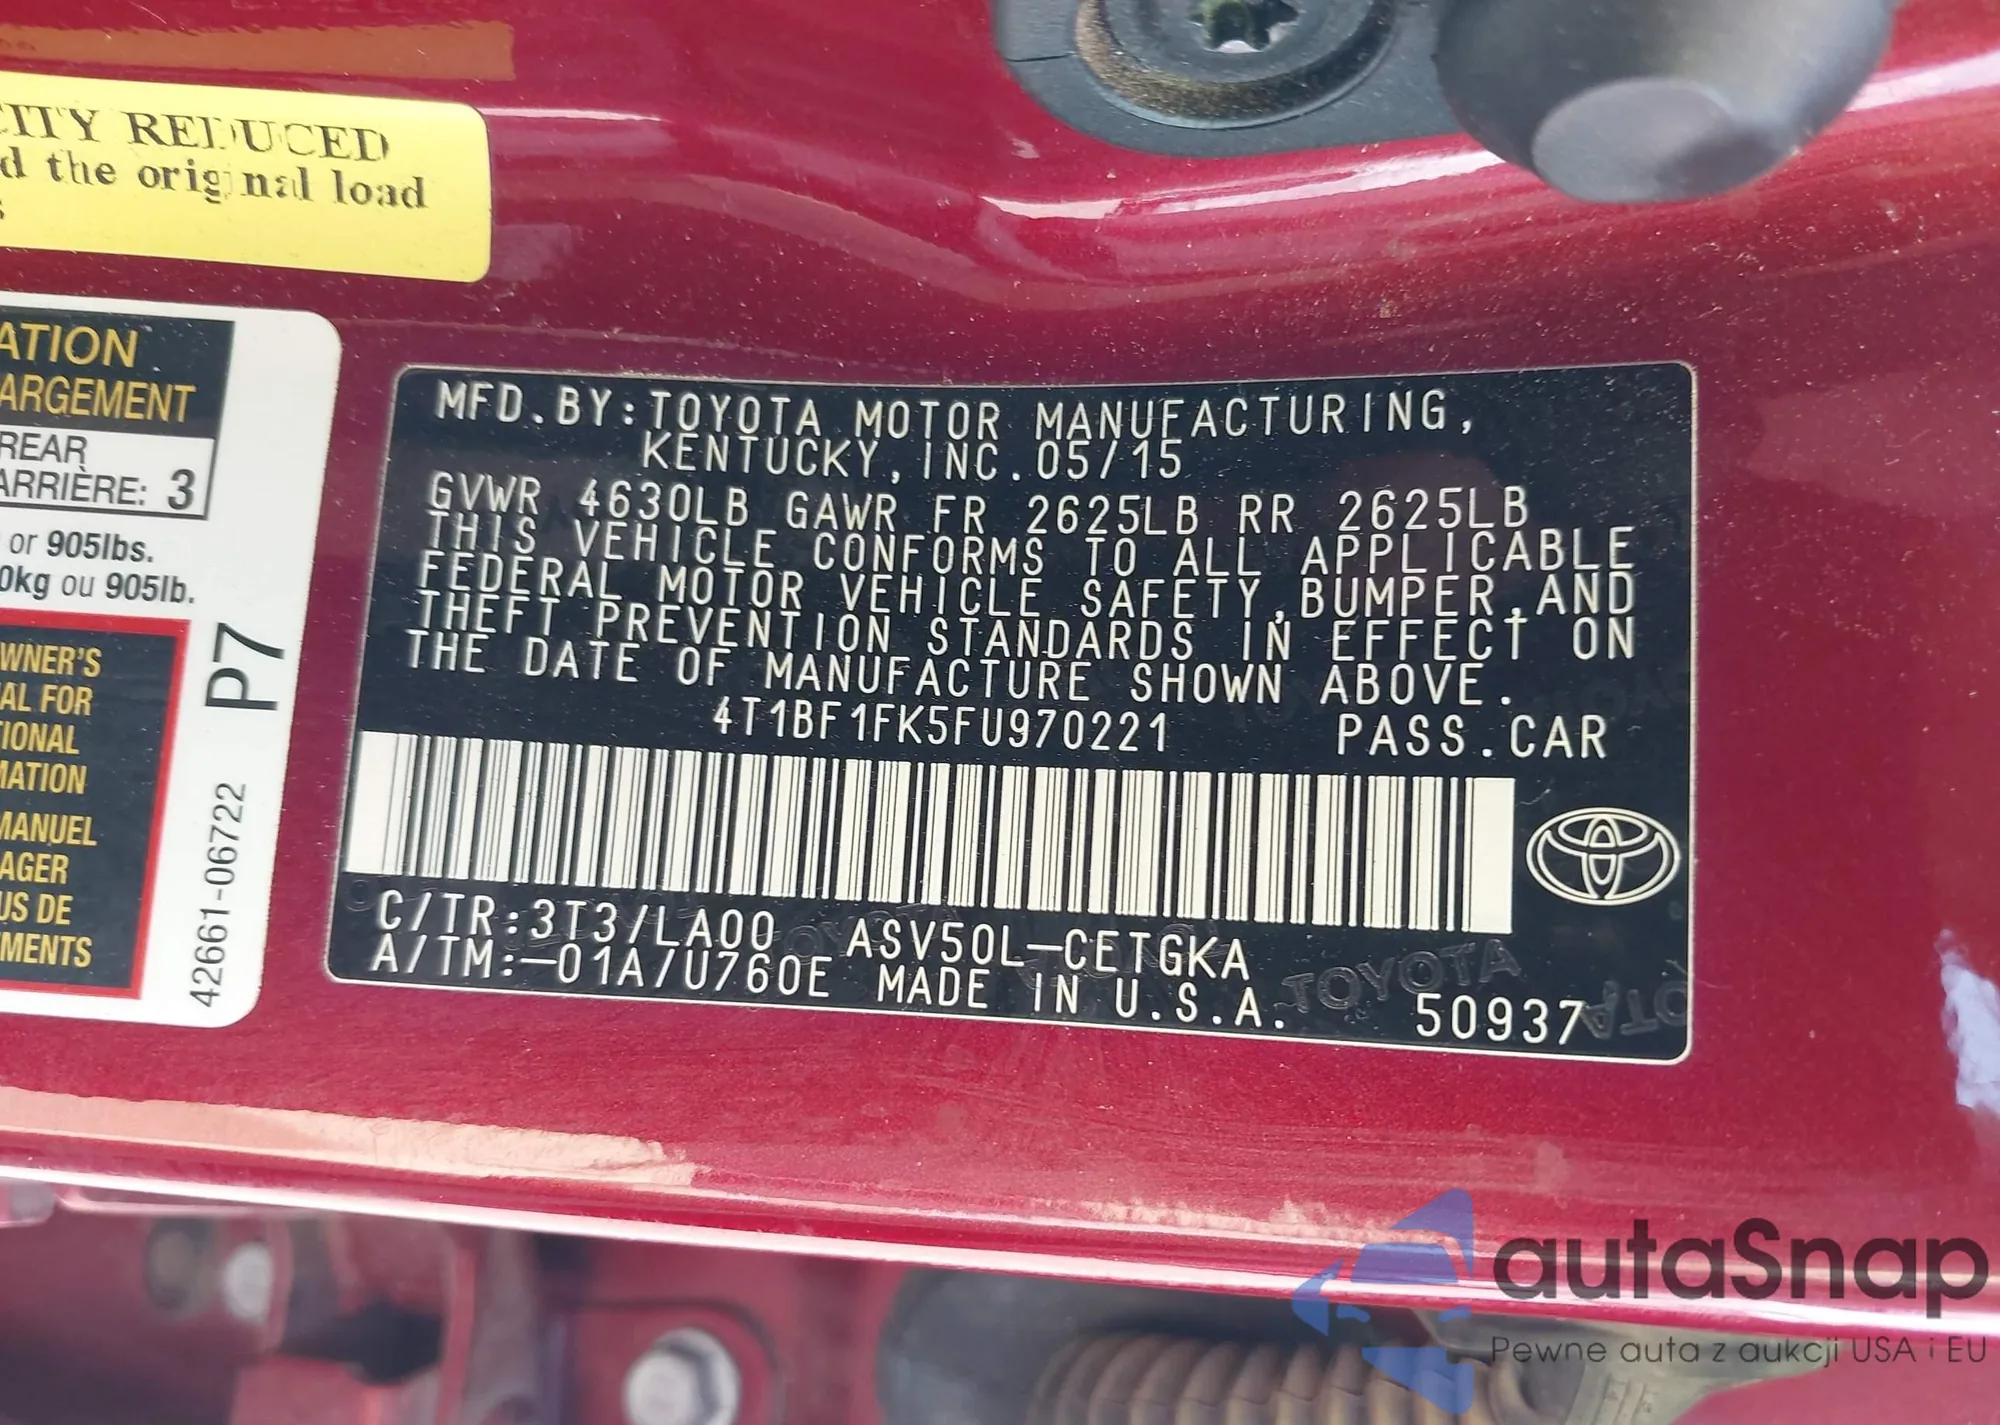 CITY REDUCED
d the original load
ATION
ARGEMENT
REAR
ARRIÈRE: 3
or 905lbs.
0kg ou 905lb.
WNER'S
AL FOR
TIONAL
MATION
MANUEL
AGER
US DE
MENTS
P7
42661-06722
MFD.BY:TOYOTA MOTOR MANUFACTURING,
KENTUCKY,INC.05/15
GVWR 4630LB GAWR FR 2625LB RR 2625LB
THIS VEHICLE CONFORMS TO ALL APPLICABLE
FEDERAL MOTOR VEHICLE SAFETY,BUMPER,AND
THEFT PREVENTION STANDARDS IN EFFECT ON
THE DATE OF MANUFACTURE SHOWN ABOVE.
4T1BF1FK5FU970221 PASS.CAR
C/TR:3T3/LA00 ASV50L-CETGKA
A/TM:-01A/U760E MADE IN U.S.A. 50937
TOYOTA
autaSnap
Pewne auta z aukcji USA i EU